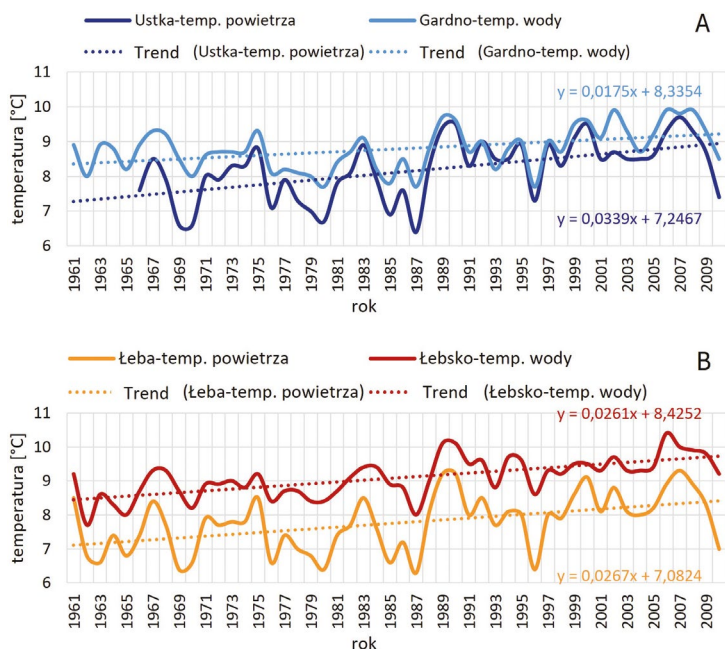 Ustka-temp. powietrza
Gardno-temp. wody
A
Trend (Ustka-temp. powietrza)
Trend (Gardno-temp. wody)
11
10
9
8
7
6
temperatura [°C]
y = 0,0175x + 8,3354
y = 0,0339x + 7,2467
1961 1963 1965 1967 1969 1971 1973 1975 1977 1979 1981 1983 1985 1987 1989 1991 1993 1995 1997 1999 2001 2003 2005 2007 2009
rok
Łeba-temp. powietrza
Łebsko-temp. wody
B
Trend (Łeba-temp. powietrza)
Trend (Łebsko-temp. wody)
11
10
9
8
7
6
temperatura [°C]
y = 0,0261x + 8,4252
y = 0,0267x + 7,0824
1961 1963 1965 1967 1969 1971 1973 1975 1977 1979 1981 1983 1985 1987 1989 1991 1993 1995 1997 1999 2001 2003 2005 2007 2009
rok